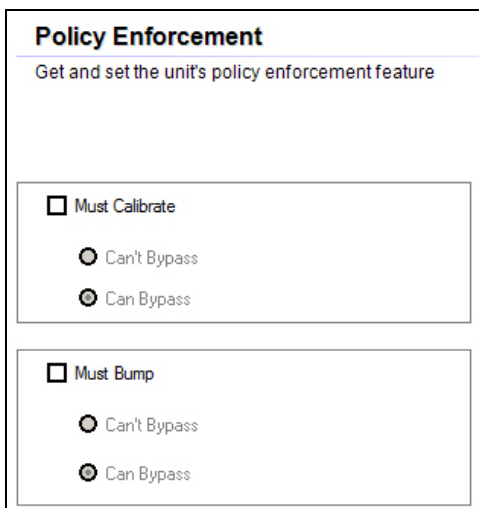 Policy Enforcement
Get and set the unit's policy enforcement feature
Must Calibrate
Can't Bypass
Can Bypass
Must Bump
Can't Bypass
Can Bypass